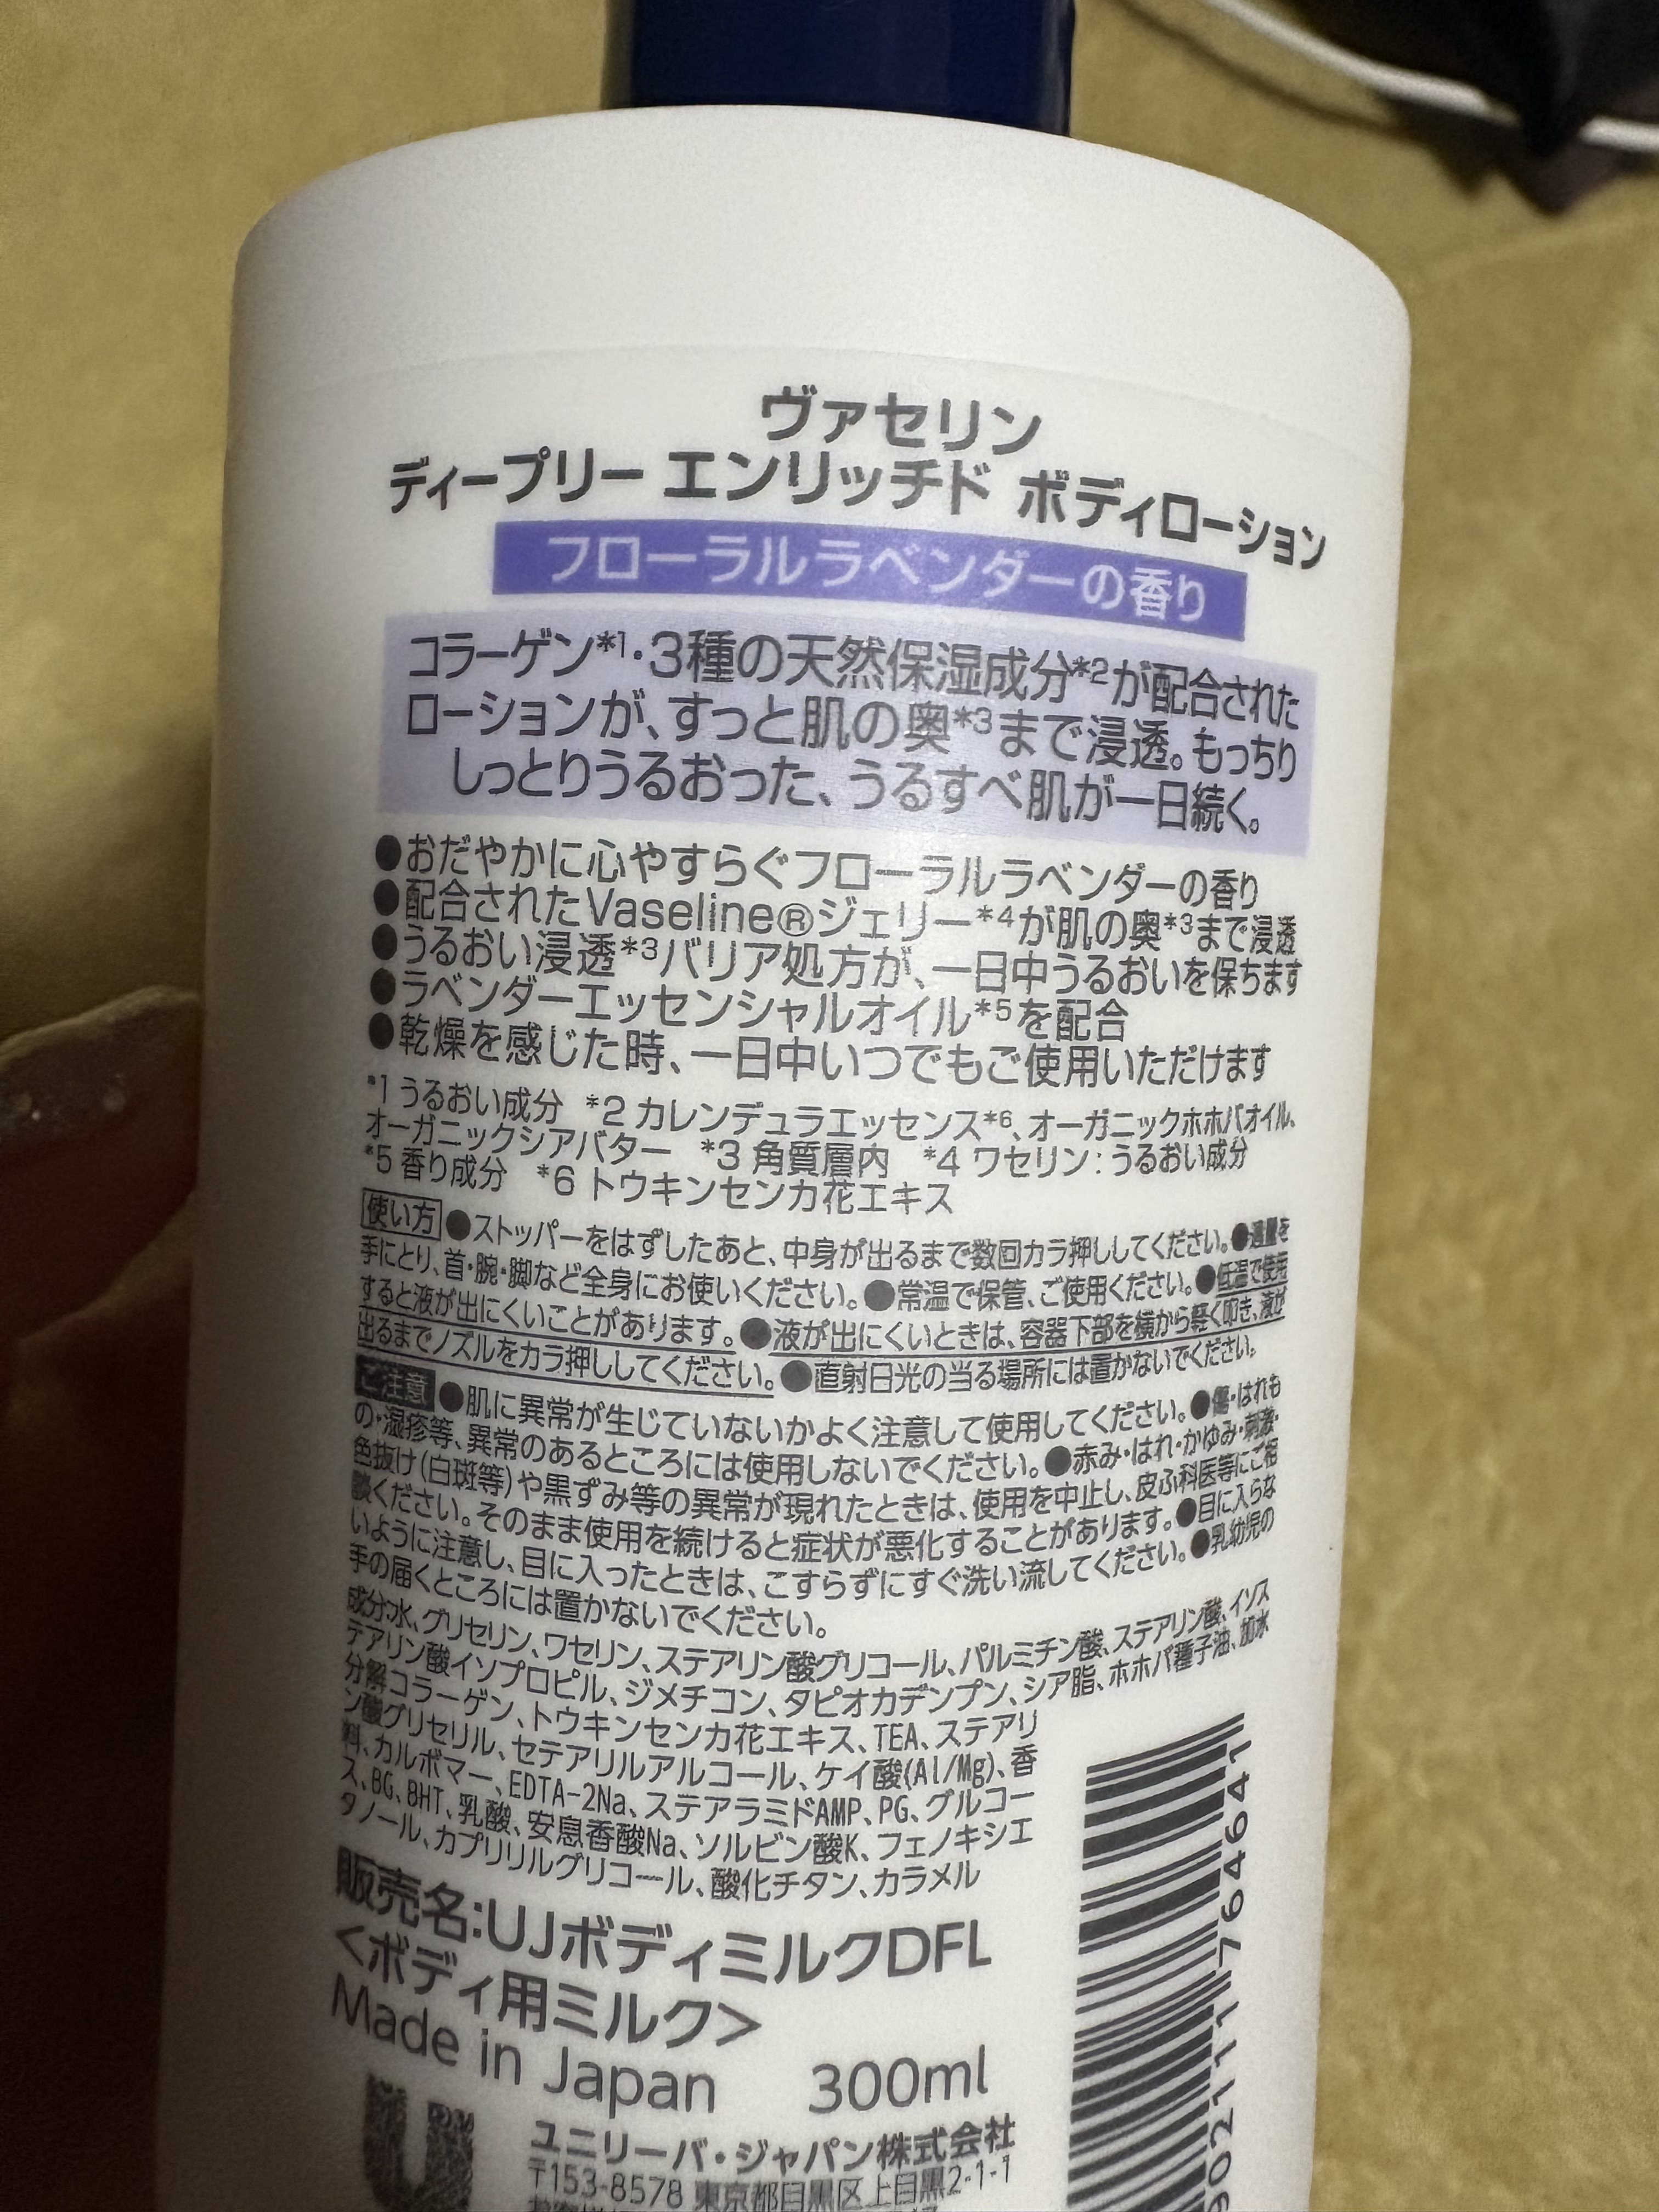 ヴァセリン
ディープリー エンリッチド ボディローション
フローラルラベンダーの香り
コラーゲン*1・3種の天然保湿成分*2が配合された
ローションが、すっと肌の奥*3まで浸透。もっちり
しっとりうるおった、うるすべ肌が一日続く。
●おだやかに心やすらぐフローラルラベンダーの香り
●配合されたVaseline®ジェリー*4が肌の奥*3まで浸透
●うるおい浸透*3バリア処方が、一日中うるおいを保ちます
●ラベンダーエッセンシャルオイル*5を配合
●乾燥を感じた時、一日中いつでもご使用いただけます
*1 うるおい成分 *2 カレンデュラエッセンス*6、オーガニックホホバオイル、
オーガニックシアバター *3 角質層内 *4 ワセリン:うるおい成分
*5 香り成分 *6 トウキンセンカ花エキス
使い方 ●ストッパーをはずしたあと、中身が出るまで数回カラ押ししてください。●適量を
手にとり、首・腕・脚など全身にお使いください。●常温で保管、ご使用ください。●低温で使用
すると液が出にくいことがあります。●液が出にくいときは、容器下部を横から軽く叩き、液が
出るまでノズルをカラ押ししてください。●直射日光の当る場所には置かないでください。
ご注意 ●肌に異常が生じていないかよく注意して使用してください。●傷・はれも
の・湿疹等、異常のあるところには使用しないでください。●赤み・はれ・かゆみ・刺激・
色抜け(白斑等)や黒ずみ等の異常が現れたときは、使用を中止し、皮ふ科医等にご相
談ください。そのまま使用を続けると症状が悪化することがあります。●目に入らな
いように注意し、目に入ったときは、こすらずにすぐ洗い流してください。●乳幼児の
手の届くところには置かないでください。
成分:水、グリセリン、ワセリン、ステアリン酸グリコール、パルミチン酸、ステアリン酸、イソス
テアリン酸イソプロピル、ジメチコン、タピオカデンプン、シア脂、ホホバ種子油、加水
分解コラーゲン、トウキンセンカ花エキス、TEA、ステアリ
ン酸グリセリル、セテアリルアルコール、ケイ酸(Al/Mg)、香
料、カルボマー、EDTA-2Na、ステアラミドAMP、PG、グルコー
ス、BG、BHT、乳酸、安息香酸Na、ソルビン酸K、フェノキシエ
タノール、カプリリルグリコール、酸化チタン、カラメル
販売名:UJボディミルクDFL
<ボディ用ミルク>
Made in Japan 300ml
ユニリーバ・ジャパン株式会社
〒153-8578 東京都目黒区上目黒2-1-1
902111 764641